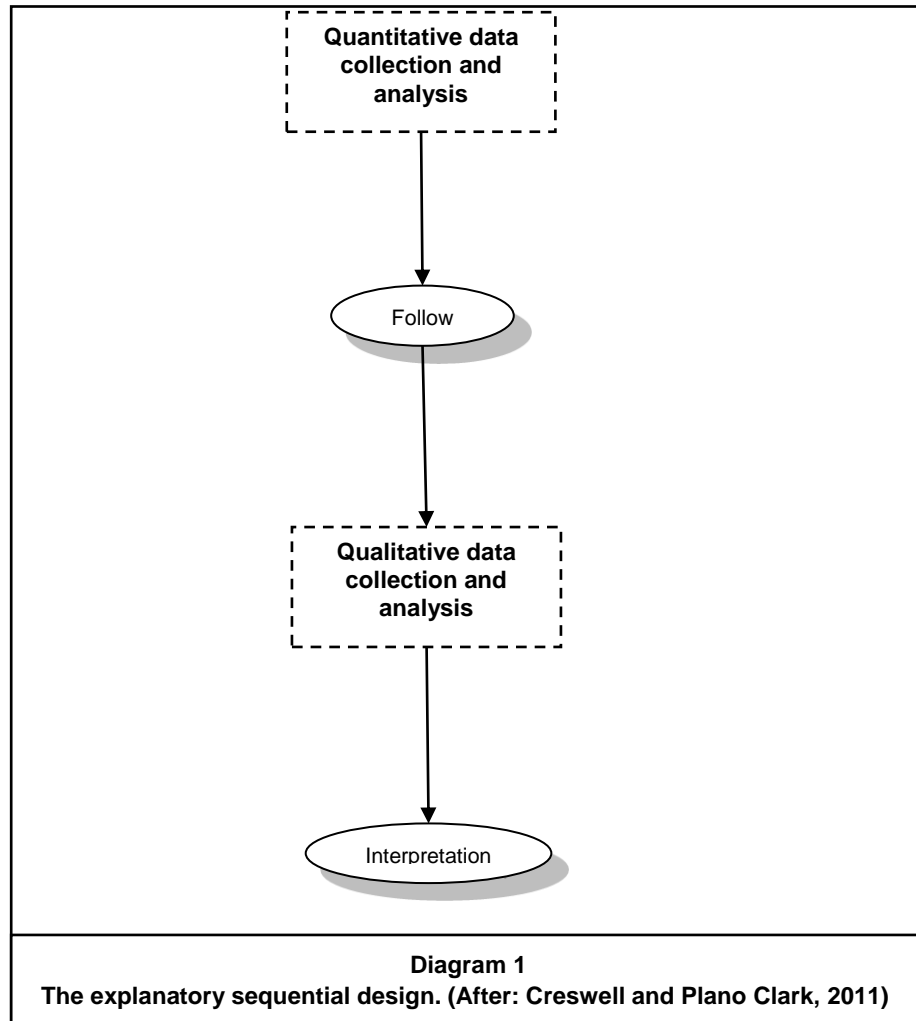 Quantitative data
collection and
analysis
Follow
Qualitative data
collection and
analysis
Interpretation
Diagram 1
The explanatory sequential design. (After: Creswell and Plano Clark, 2011)